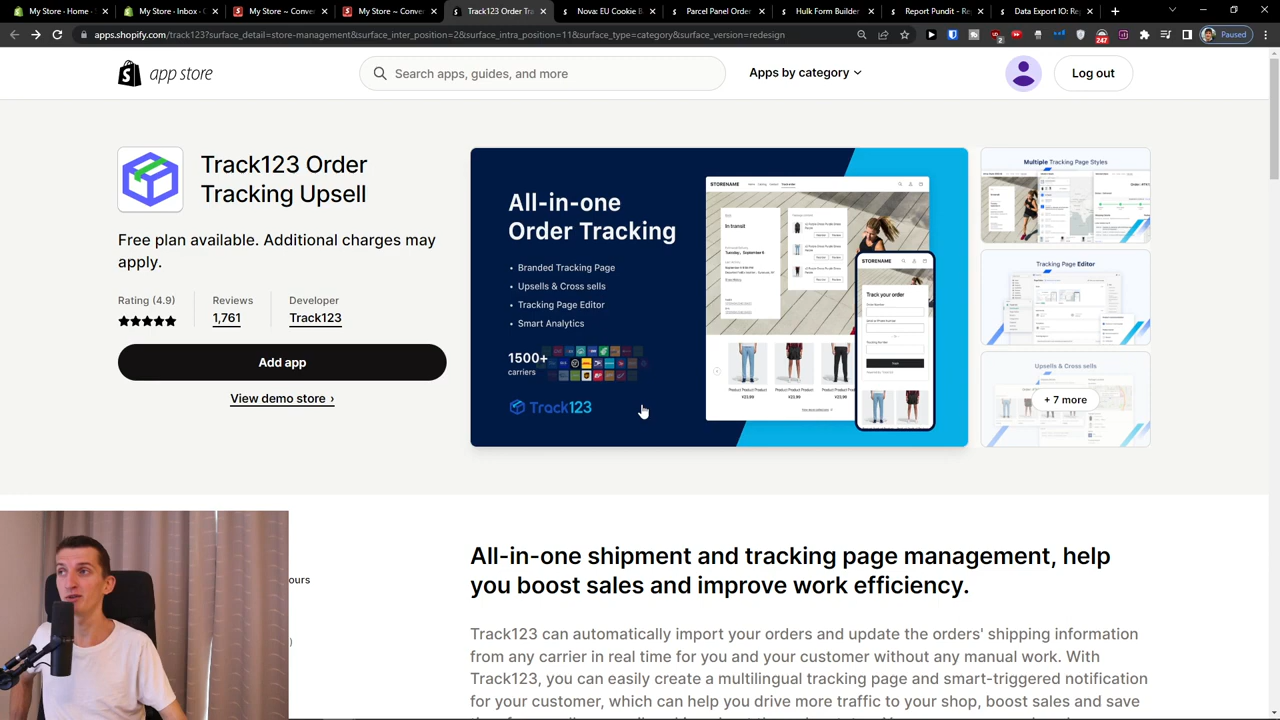 My Store · Home ·
My Store · Inbox · C
My Store ~ Conver
My Store ~ Conver
Track123 Order Tra
Nova: EU Cookie B
Parcel Panel Order
Hulk Form Builder
Report Pundit - Re
Data Export IO: Re
apps.shopify.com/track123?surface_detail=store-management&surface_inter_position=2&surface_intra_position=11&surface_type=category&surface_version=redesign
247
Paused
app store
Search apps, guides, and more
Apps by category
Log out
Track123 Order
Tracking Upsell
Free plan available. Additional charges may
apply.
Rating (4.9)
Reviews
Developer
1,761
Track123
Add app
View demo store
All-in-one
Order Tracking
• Branded Tracking Page
• Upsells & Cross sells
• Tracking Page Editor
• Smart Analytics
1500+
carriers
Track123
STORENAME
In transit
STORENAME
Track your order
Multiple Tracking Page Styles
Tracking Page Editor
Upsells & Cross sells
+ 7 more
ours
All-in-one shipment and tracking page management, help
you boost sales and improve work efficiency.
Track123 can automatically import your orders and update the orders' shipping information
from any carrier in real time for you and your customer without any manual work. With
Track123, you can easily create a multilingual tracking page and smart-triggered notification
for your customer, which can help you drive more traffic to your shop, boost sales and save